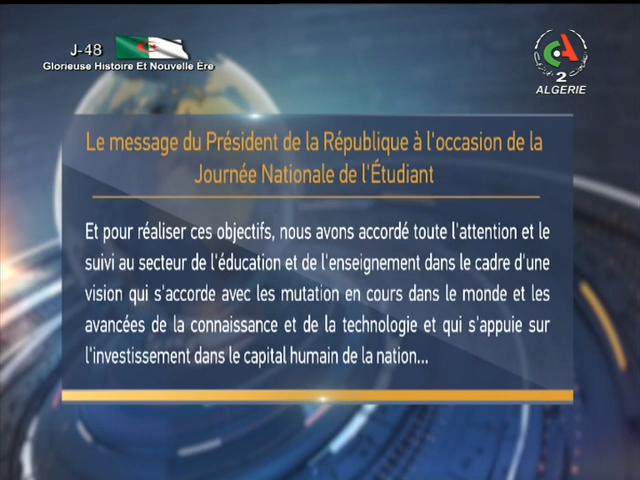 J-48
Glorieuse Histoire Et Nouvelle Ère
2
ALGERIE
Le message du Président de la République à l'occasion de la
Journée Nationale de l'Étudiant
Et pour réaliser ces objectifs, nous avons accordé toute l'attention et le
suivi au secteur de l'éducation et de l'enseignement dans le cadre d'une
vision qui s'accorde avec les mutation en cours dans le monde et les
avancées de la connaissance et de la technologie et qui s'appuie sur
l'investissement dans le capital humain de la nation...